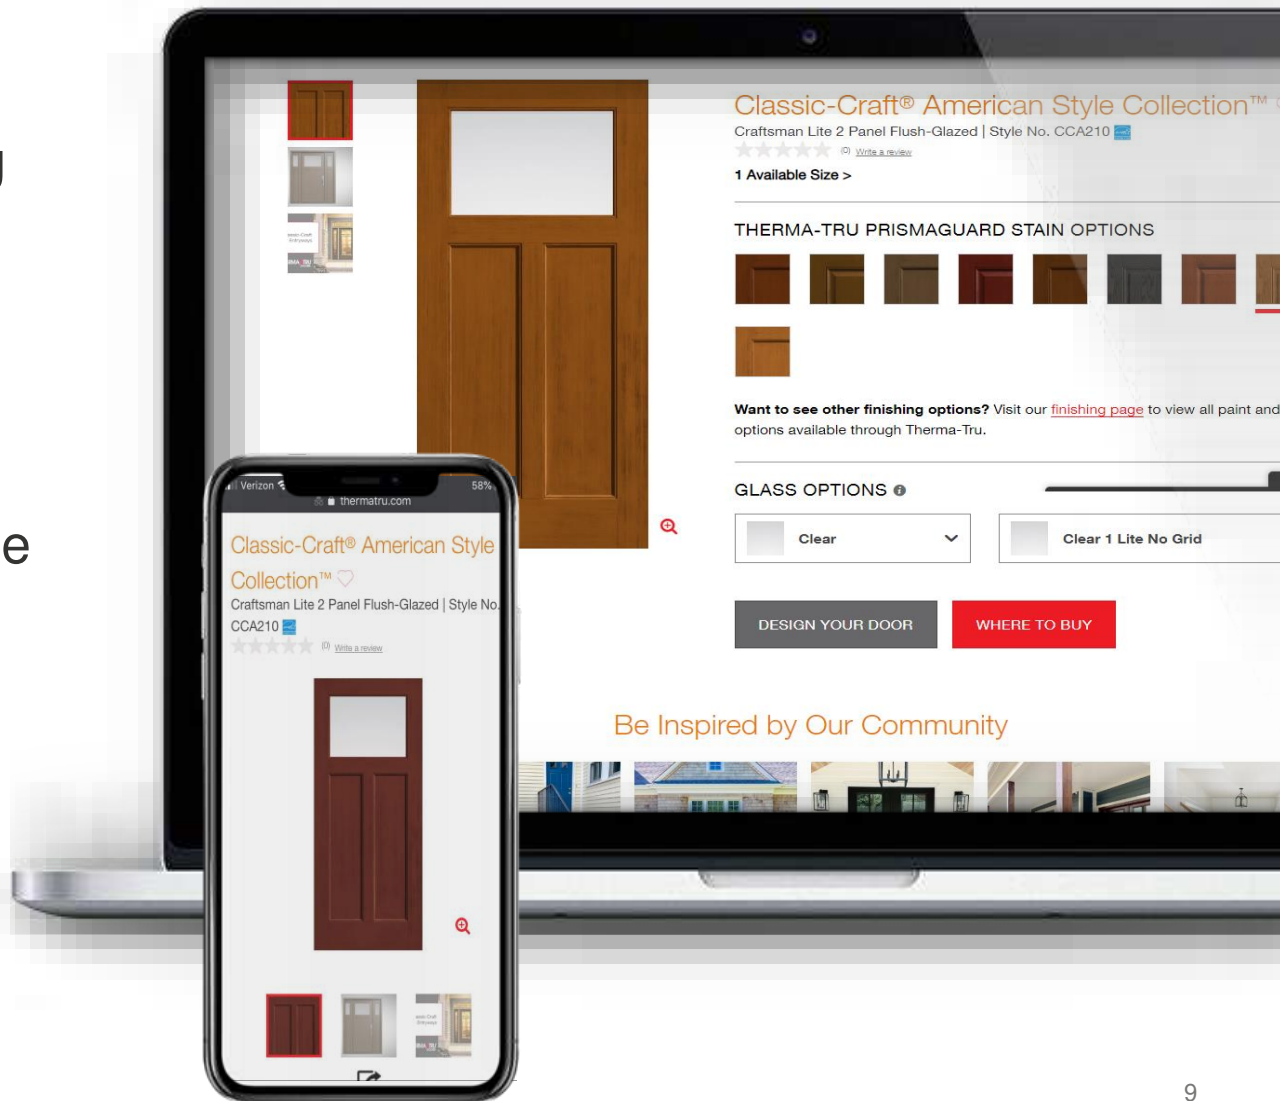 g
e
Classic-Craft® American Style Collection™
Craftsman Lite 2 Panel Flush-Glazed | Style No. CCA210
(0) Write a review
1 Available Size >
THERMA-TRU PRISMAGUARD STAIN OPTIONS
Want to see other finishing options? Visit our finishing page to view all paint and
options available through Therma-Tru.
GLASS OPTIONS
Clear
Clear 1 Lite No Grid
DESIGN YOUR DOOR
WHERE TO BUY
Be Inspired by Our Community
Verizon
58%
thermatru.com
Classic-Craft® American Style
Collection™
Craftsman Lite 2 Panel Flush-Glazed | Style No.
CCA210
(0) Write a review
9